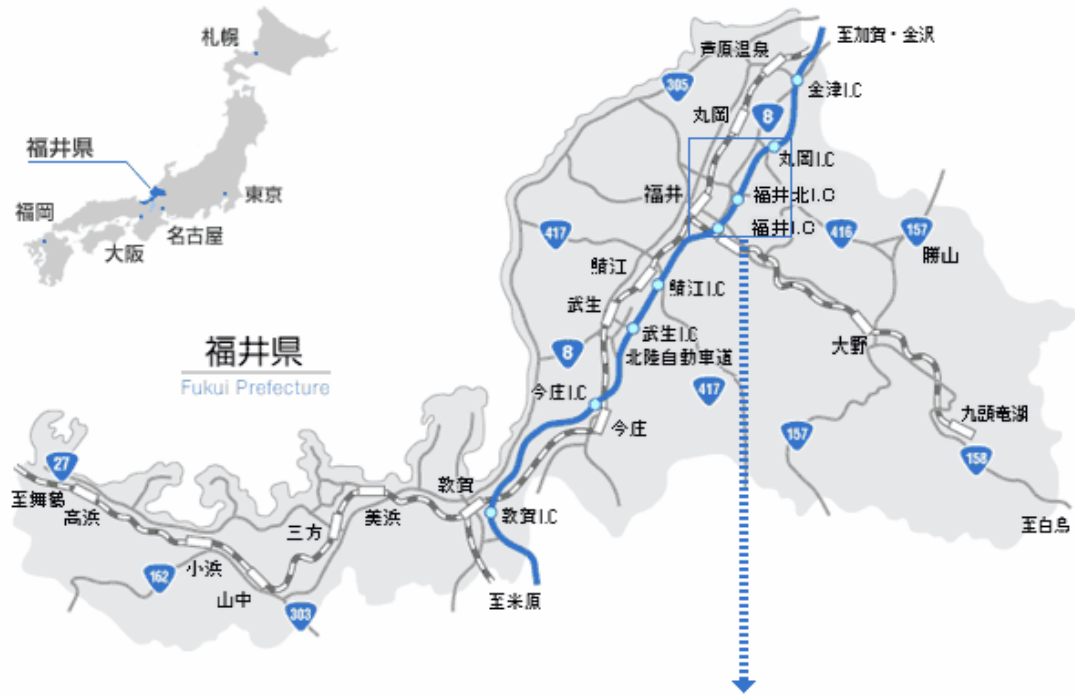 札幌
福井県
東京
福岡
名古屋
大阪
至加賀・金沢
芦原温泉
305
金津I.C
丸岡
8
丸岡I.C
福井
福井北I.C
417
福井I.C
416
157
勝山
鯖江
鯖江I.C
武生
武生I.C
8
北陸自動車道
大野
福井県
Fukui Prefecture
417
今庄I.C
今庄
九頭竜湖
157
158
27
敦賀
至舞鶴
高浜
三方
美浜
敦賀I.C
至白鳥
小浜
162
山中
303
至米原